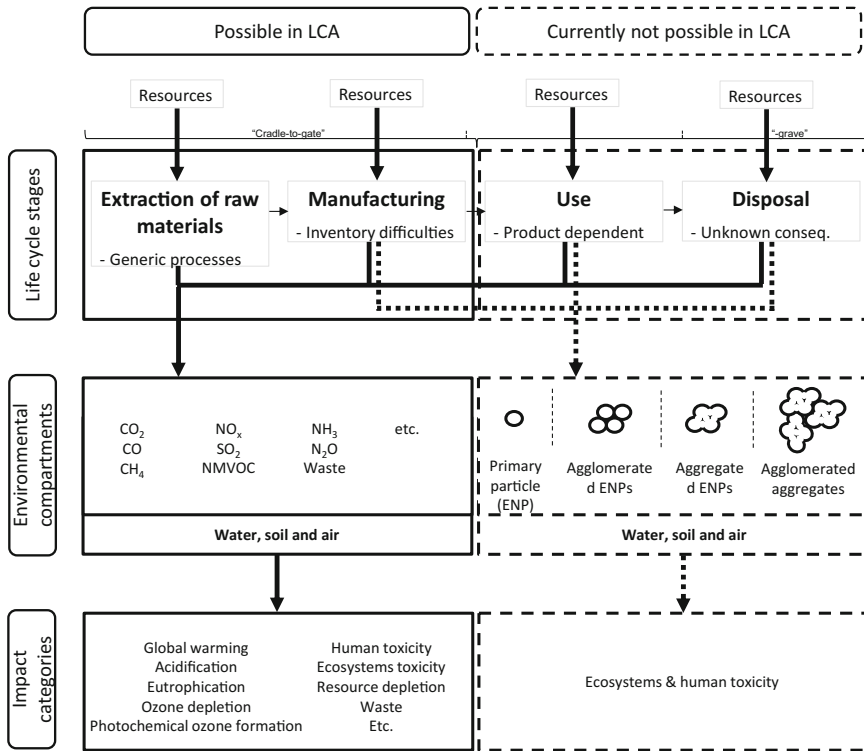 Possible in LCA
Currently not possible in LCA
Resources
Resources
Resources
Resources
"Cradle-to-gate"
"-grave"
Life cycle stages
Extraction of raw
materials
- Generic processes
Manufacturing
- Inventory difficulties
Use
- Product dependent
Disposal
- Unknown conseq.
Environmental
compartments
CO2 NOx NH3 etc.
CO SO2 N2O
CH4 NMVOC Waste
Water, soil and air
Primary
particle
(ENP)
Agglomerate
d ENPs
Aggregate
d ENPs
Agglomerated
aggregates
Water, soil and air
Impact
categories
Global warming
Acidification
Eutrophication
Ozone depletion
Photochemical ozone formation
Human toxicity
Ecosystems toxicity
Resource depletion
Waste
Etc.
Ecosystems & human toxicity